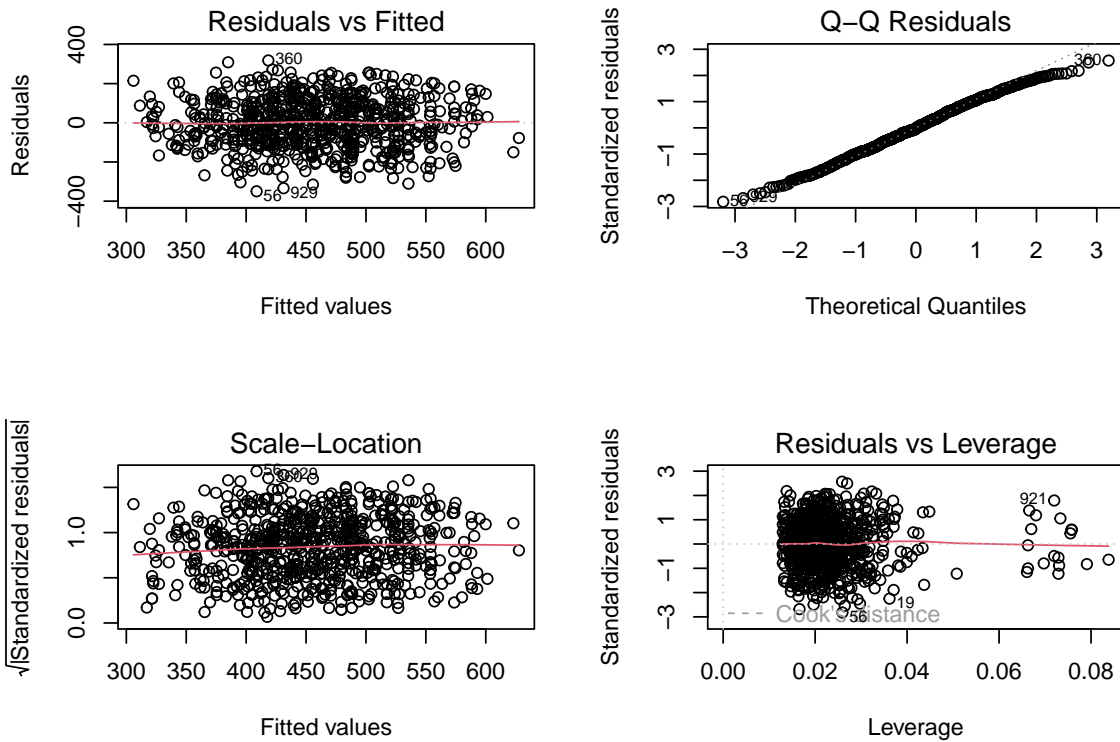 Residuals vs Fitted
Residuals
400
0
−400
360
56
929
300 350 400 450 500 550 600
Fitted values
Q−Q Residuals
Standardized residuals
3
1
−1
−3
360
56
929
−3 −2 −1 0 1 2 3
Theoretical Quantiles
Scale−Location
√|Standardized residuals|
1.0
0.0
56
360
929
300 350 400 450 500 550 600
Fitted values
Residuals vs Leverage
Standardized residuals
3
1
−1
−3
921
19
56
Cook's distance
0.00 0.02 0.04 0.06 0.08
Leverage